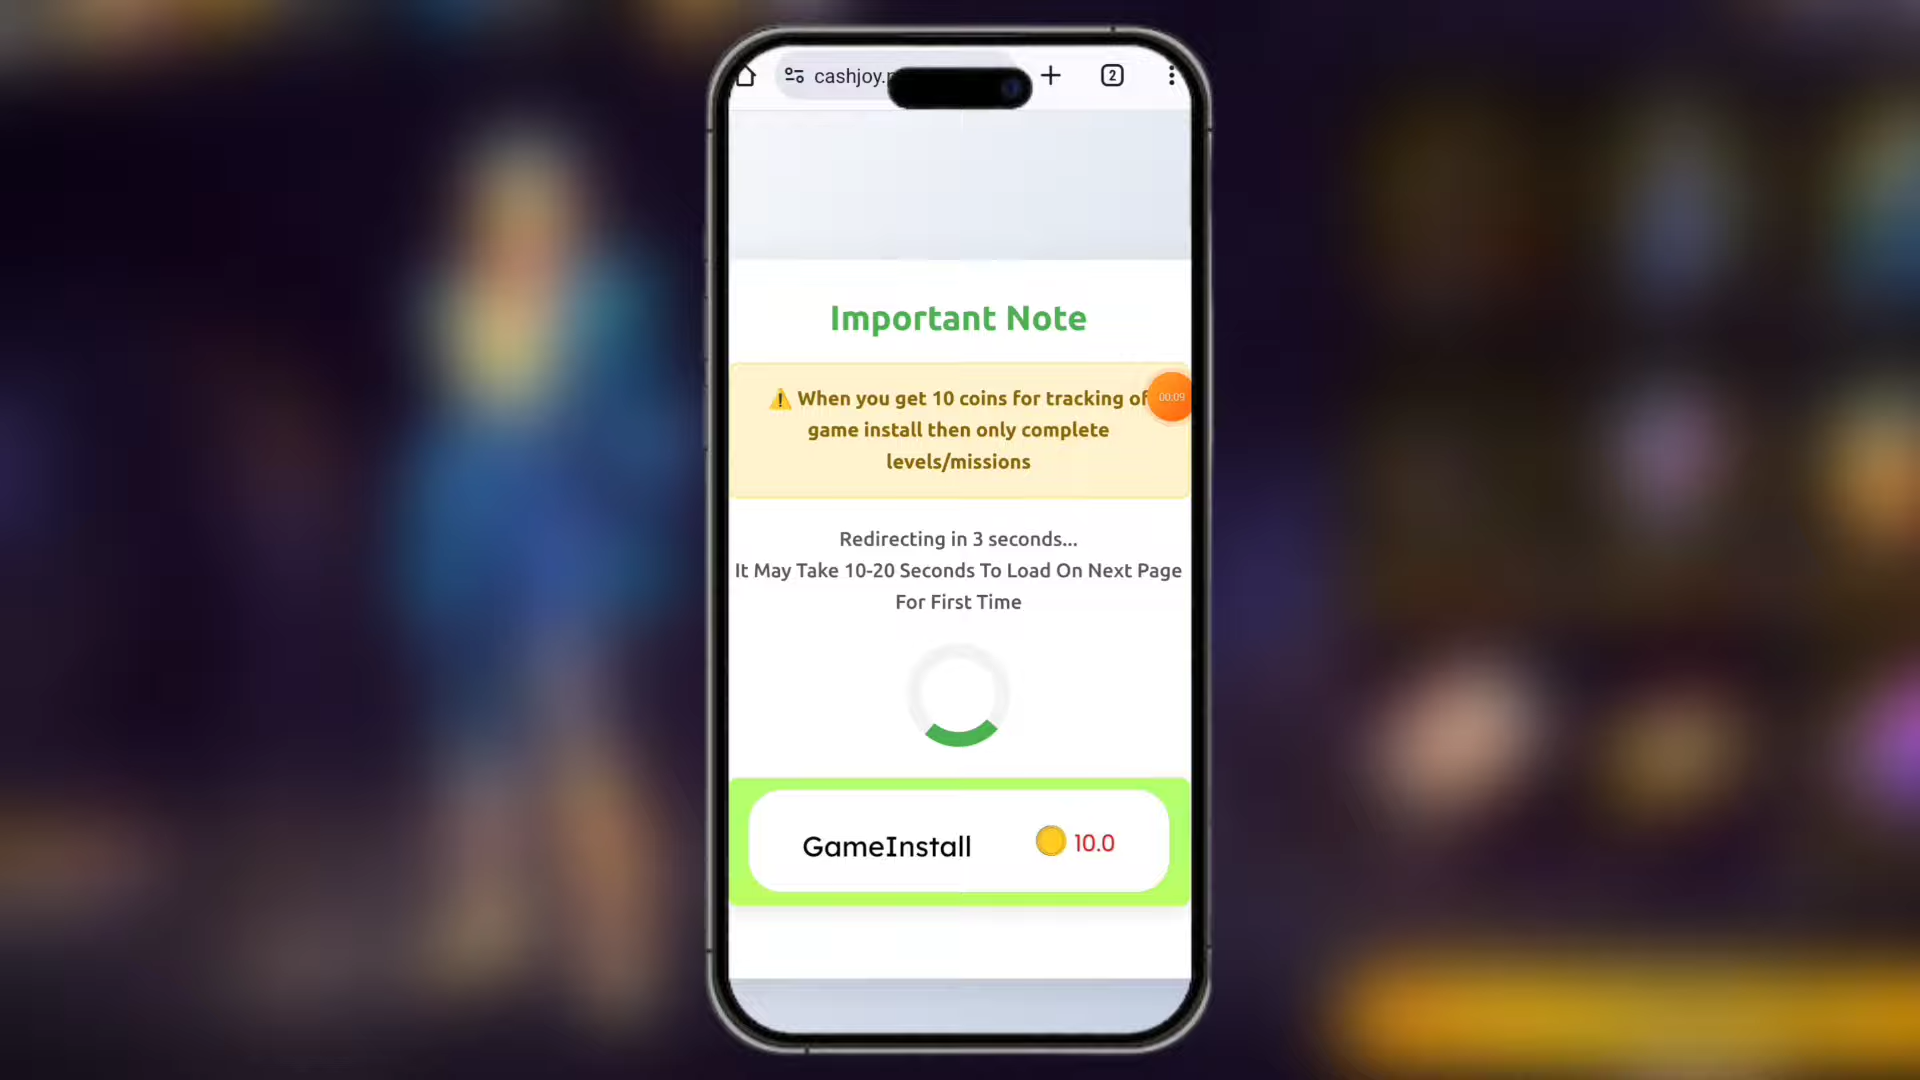 cashjoy.
2
Important Note
⚠️ When you get 10 coins for tracking of
00:09
game install then only complete
levels/missions
Redirecting in 3 seconds...
It May Take 10-20 Seconds To Load On Next Page
For First Time
GameInstall 10.0